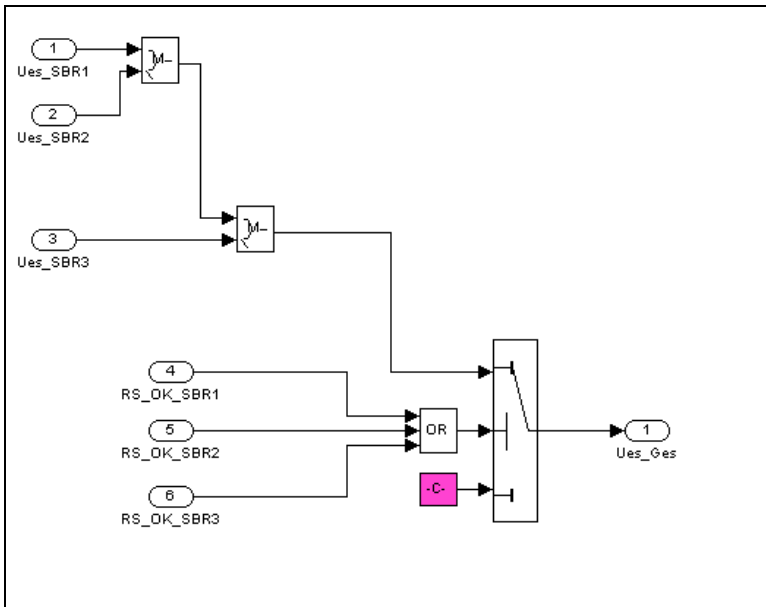 1
Ues_SBR1
M-
2
Ues_SBR2
M-
3
Ues_SBR3
4
RS_OK_SBR1
5
RS_OK_SBR2
OR
1
Ues_Ges
-C-
6
RS_OK_SBR3